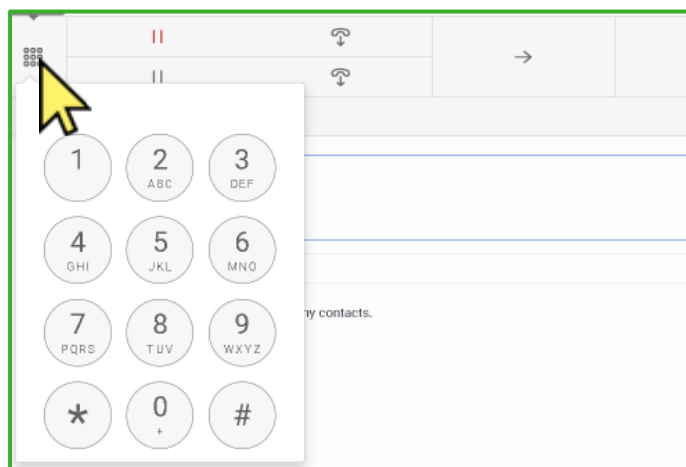 1 2 3
ABC DEF
4 5 6
GHI JKL MNO
ny contacts.
7 8 9
PQRS TUV WXYZ
* 0 #
+